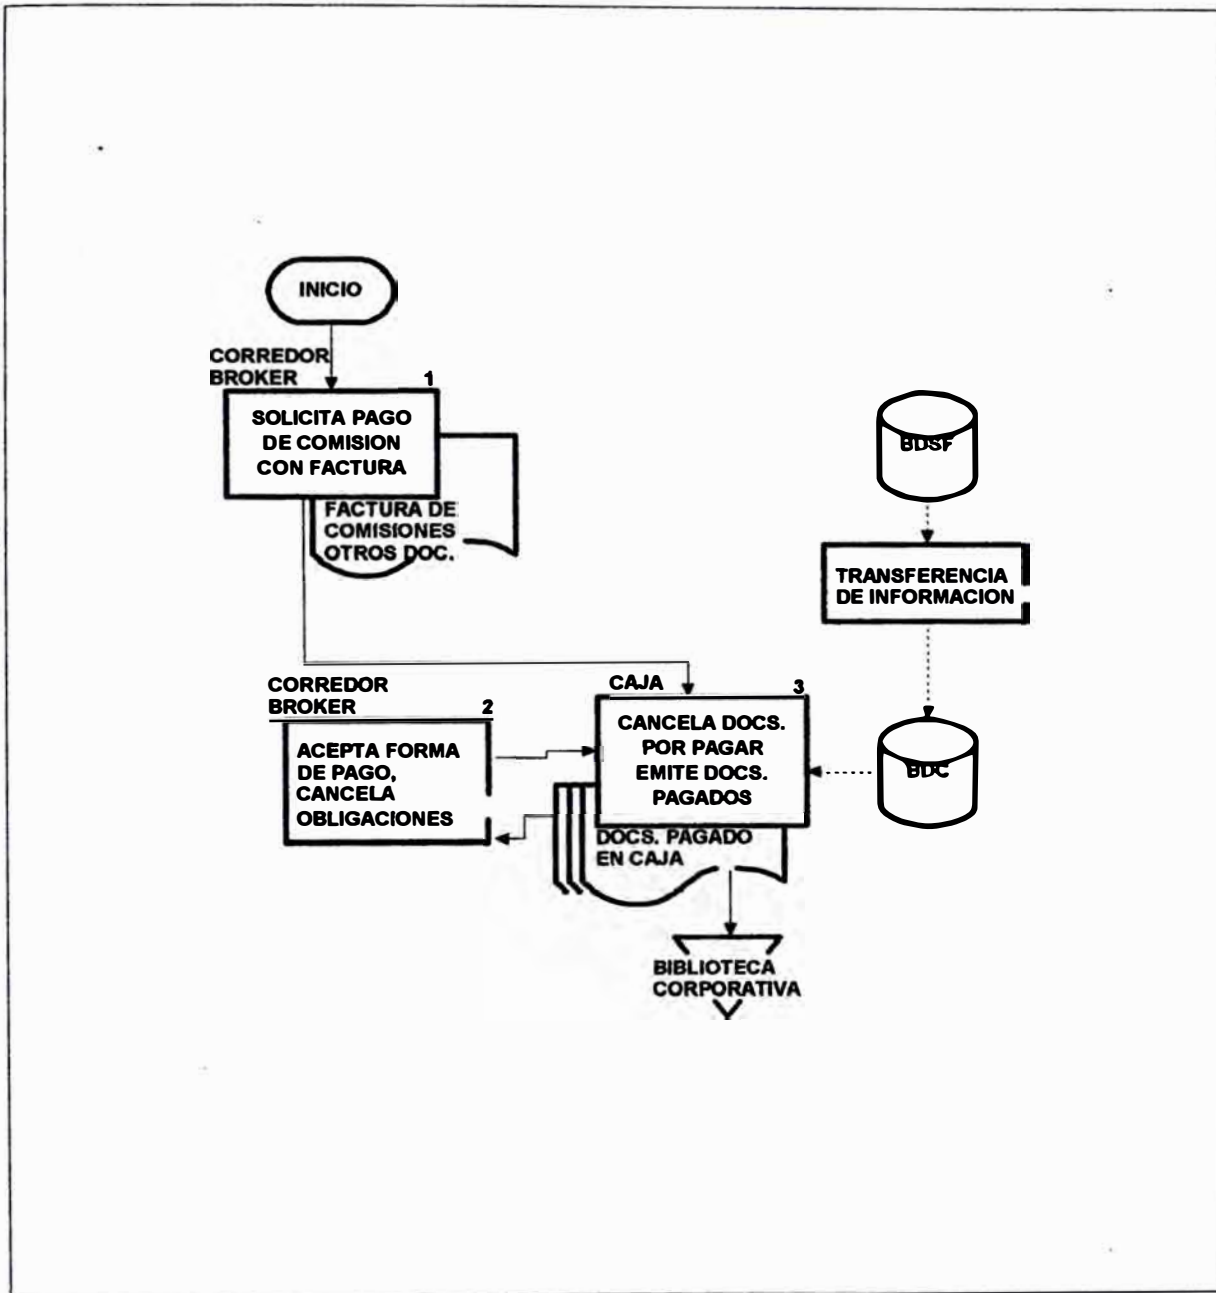 INICIO
CORREDOR
BROKER
1
SOLICITA PAGO
DE COMISION
CON FACTURA
FACTURA DE
COMISIONES
OTROS DOC.
BDSF
TRANSFERENCIA
DE INFORMACION
CORREDOR
BROKER
2
ACEPTA FORMA
DE PAGO,
CANCELA
OBLIGACIONES
CAJA
3
CANCELA DOCS.
POR PAGAR
EMITE DOCS.
PAGADOS
BDC
DOCS. PAGADO
EN CAJA
BIBLIOTECA
CORPORATIVA